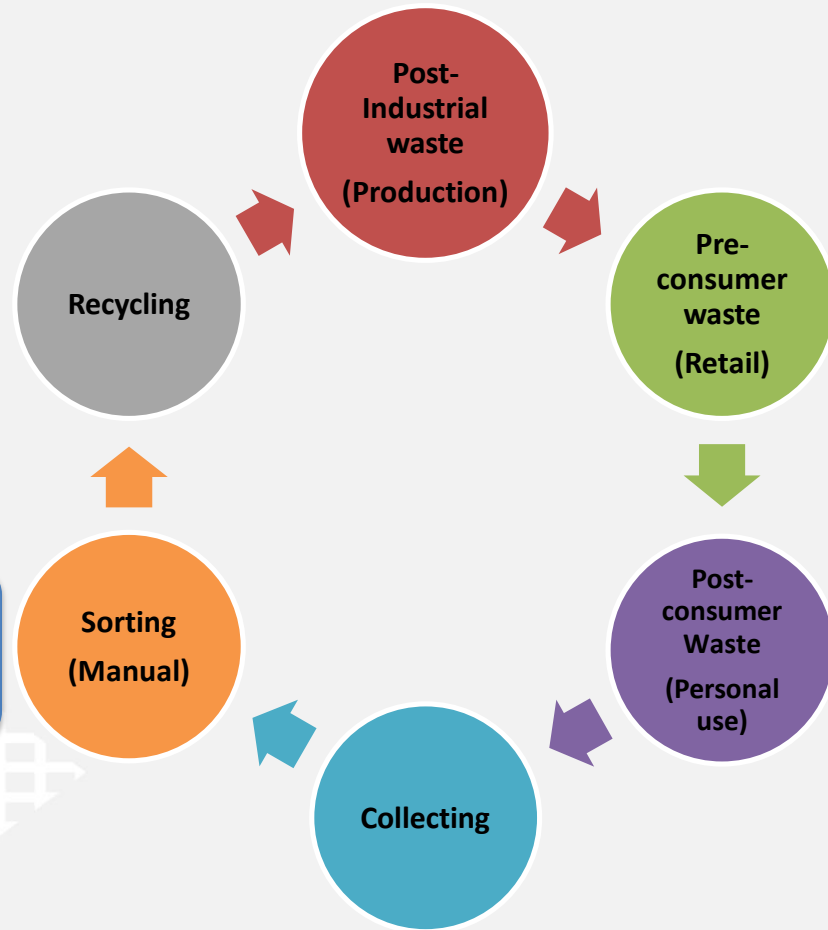 Post-
Industrial
waste
(Production)
Pre-
consumer
waste
(Retail)
Post-
consumer
Waste
(Personal
use)
Collecting
Sorting
(Manual)
Recycling